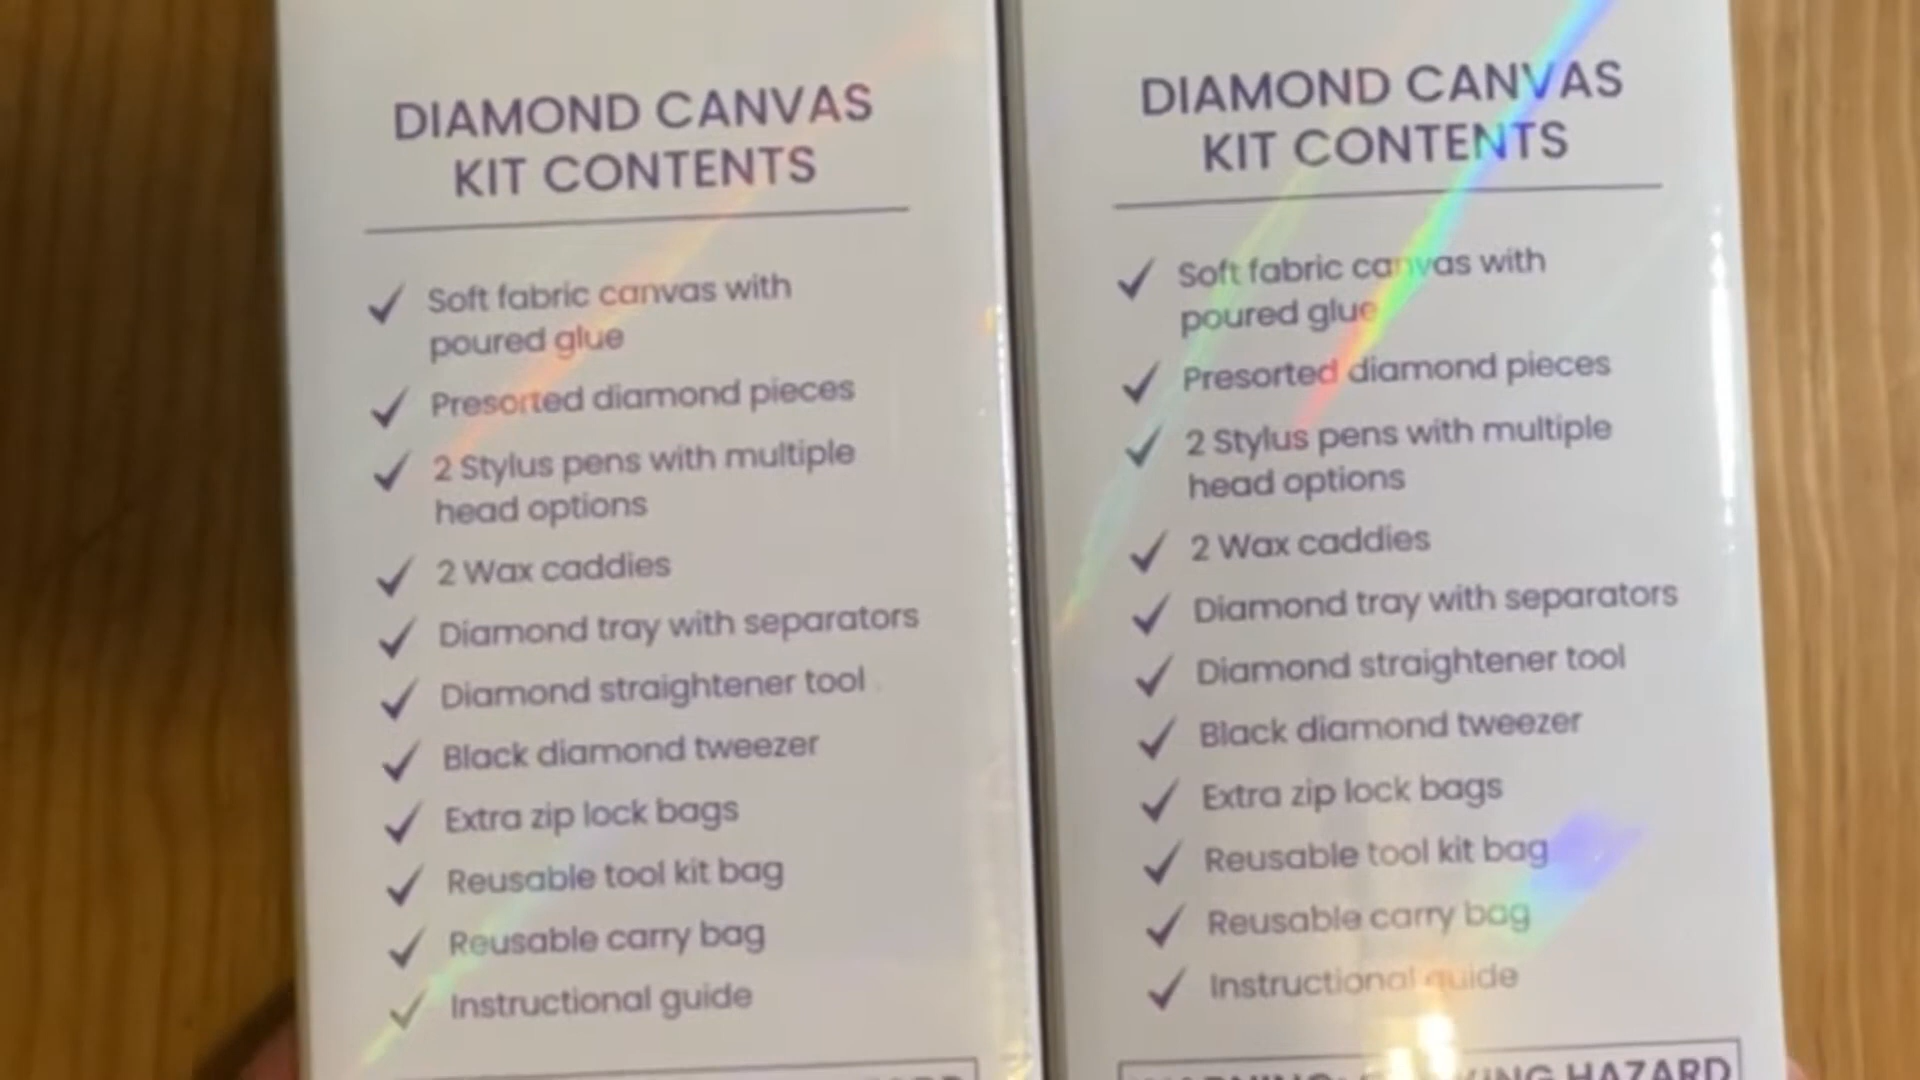 DIAMOND CANVAS
KIT CONTENTS
Soft fabric canvas with
poured glue
Presorted diamond pieces
2 Stylus pens with multiple
head options
2 Wax caddies
Diamond tray with separators
Diamond straightener tool
Black diamond tweezer
Extra zip lock bags
Reusable tool kit bag
Reusable carry bag
Instructional guide
DIAMOND CANVAS
KIT CONTENTS
Soft fabric canvas with
poured glue
Presorted diamond pieces
2 Stylus pens with multiple
head options
2 Wax caddies
Diamond tray with separators
Diamond straightener tool
Black diamond tweezer
Extra zip lock bags
Reusable tool kit bag
Reusable carry bag
Instructional guide
HAZARD